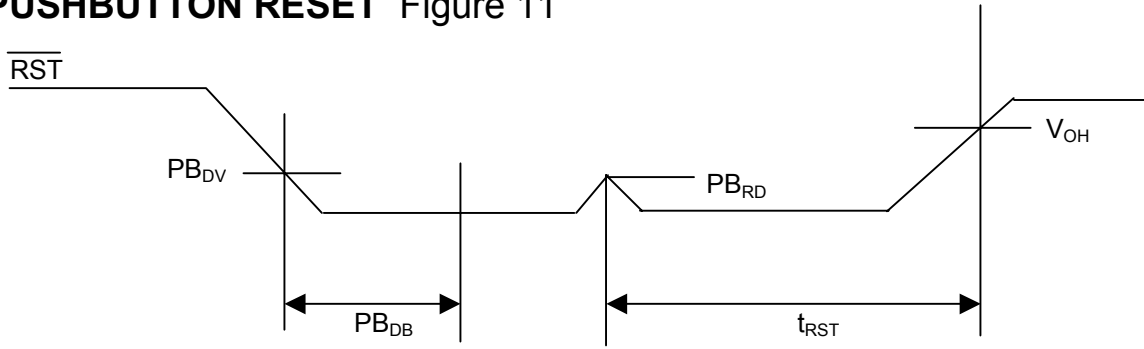 PUSHBUTTON RESET Figure 11
RST
PBDV
PBRD
VOH
PBDB
tRST